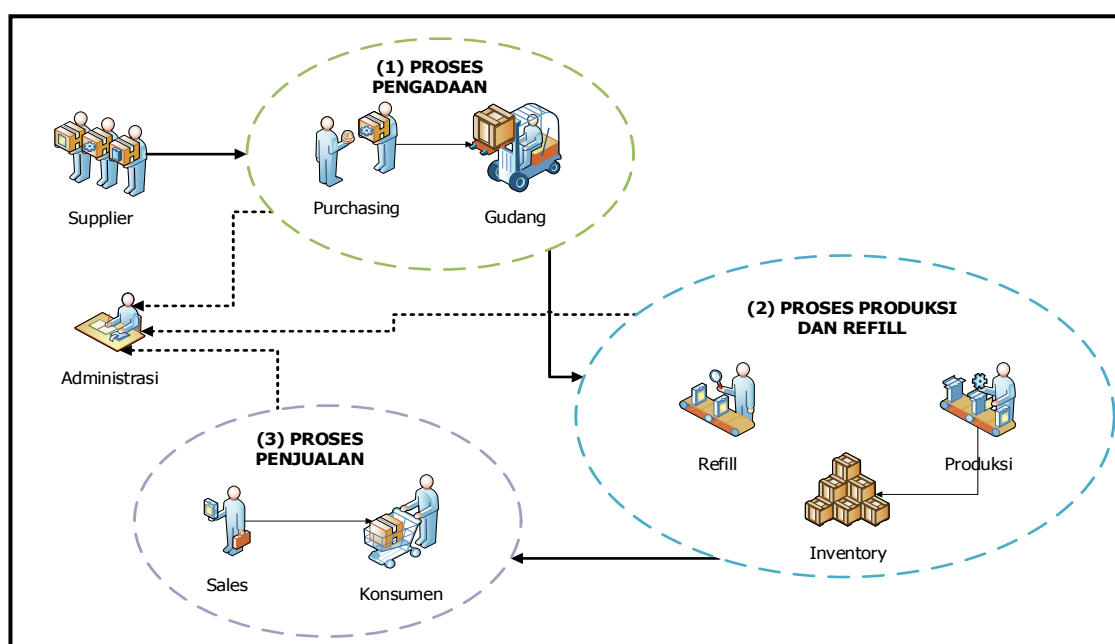 (1) PROSES
PENGADAAN
Supplier
Purchasing
Gudang
Administrasi
(2) PROSES PRODUKSI
DAN REFILL
Refill
Produksi
Inventory
(3) PROSES
PENJUALAN
Sales
Konsumen